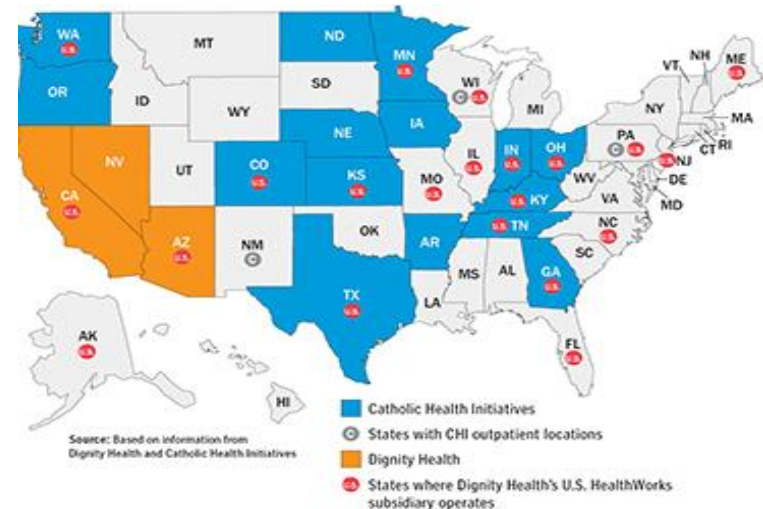 WA
U.S.
MT
ND
MN
U.S.
ME
U.S.
VT
NH
OR
ID
SD
WI
C U.S.
MI
NY
MA
WY
RI
CT
NV
NE
IA
PA
C U.S.
U.S. NJ
UT
CO
U.S.
KS
U.S.
MO
U.S.
IL
U.S.
IN
U.S.
OH
U.S.
WV
DE
MD
VA
CA
U.S.
U.S. KY
AZ
U.S.
NM
C
OK
AR
U.S. TN
NC
U.S.
SC
MS
AL
GA
U.S.
TX
U.S.
LA
AK
U.S.
FL
U.S.
HI
Catholic Health Initiatives
C States with CHI outpatient locations
Source: Based on information from
Dignity Health and Catholic Health Initiatives
Dignity Health
U.S. States where Dignity Health's U.S. HealthWorks
subsidiary operates